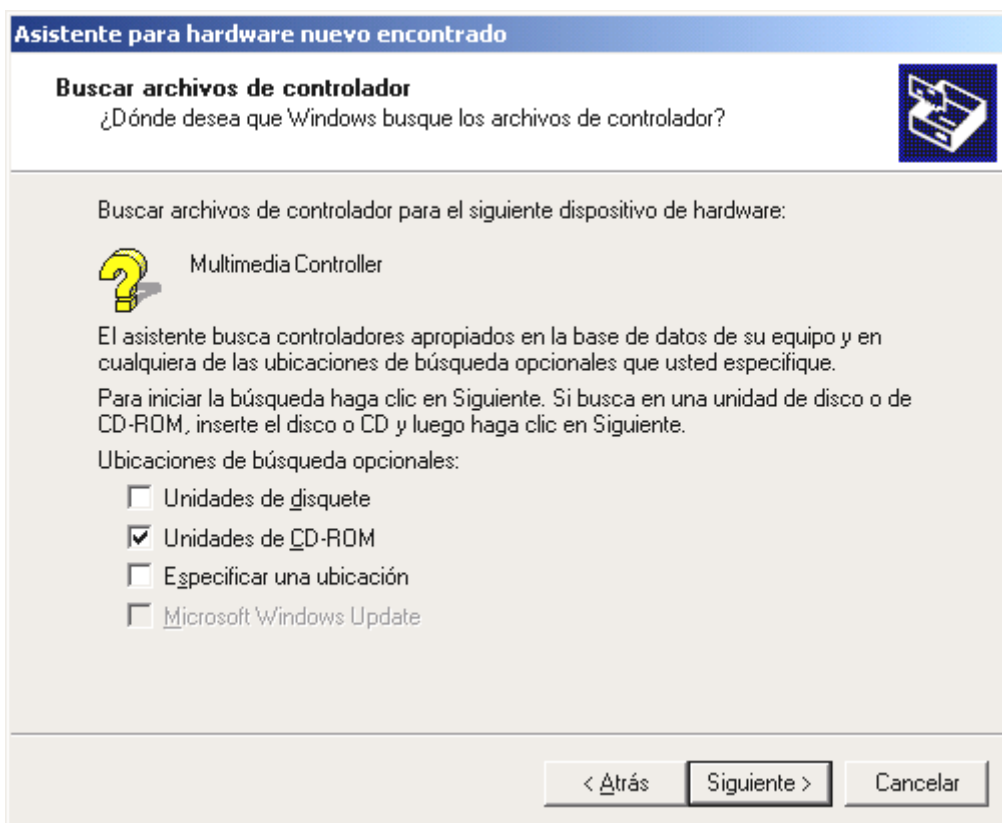 Asistente para hardware nuevo encontrado
Buscar archivos de controlador
¿Dónde desea que Windows busque los archivos de controlador?
Buscar archivos de controlador para el siguiente dispositivo de hardware:
Multimedia Controller
El asistente busca controladores apropiados en la base de datos de su equipo y en
cualquiera de las ubicaciones de búsqueda opcionales que usted especifique.
Para iniciar la búsqueda haga clic en Siguiente. Si busca en una unidad de disco o de
CD-ROM, inserte el disco o CD y luego haga clic en Siguiente.
Ubicaciones de búsqueda opcionales:
Unidades de disquete
Unidades de CD-ROM
Especificar una ubicación
Microsoft Windows Update
< Atrás
Siguiente >
Cancelar